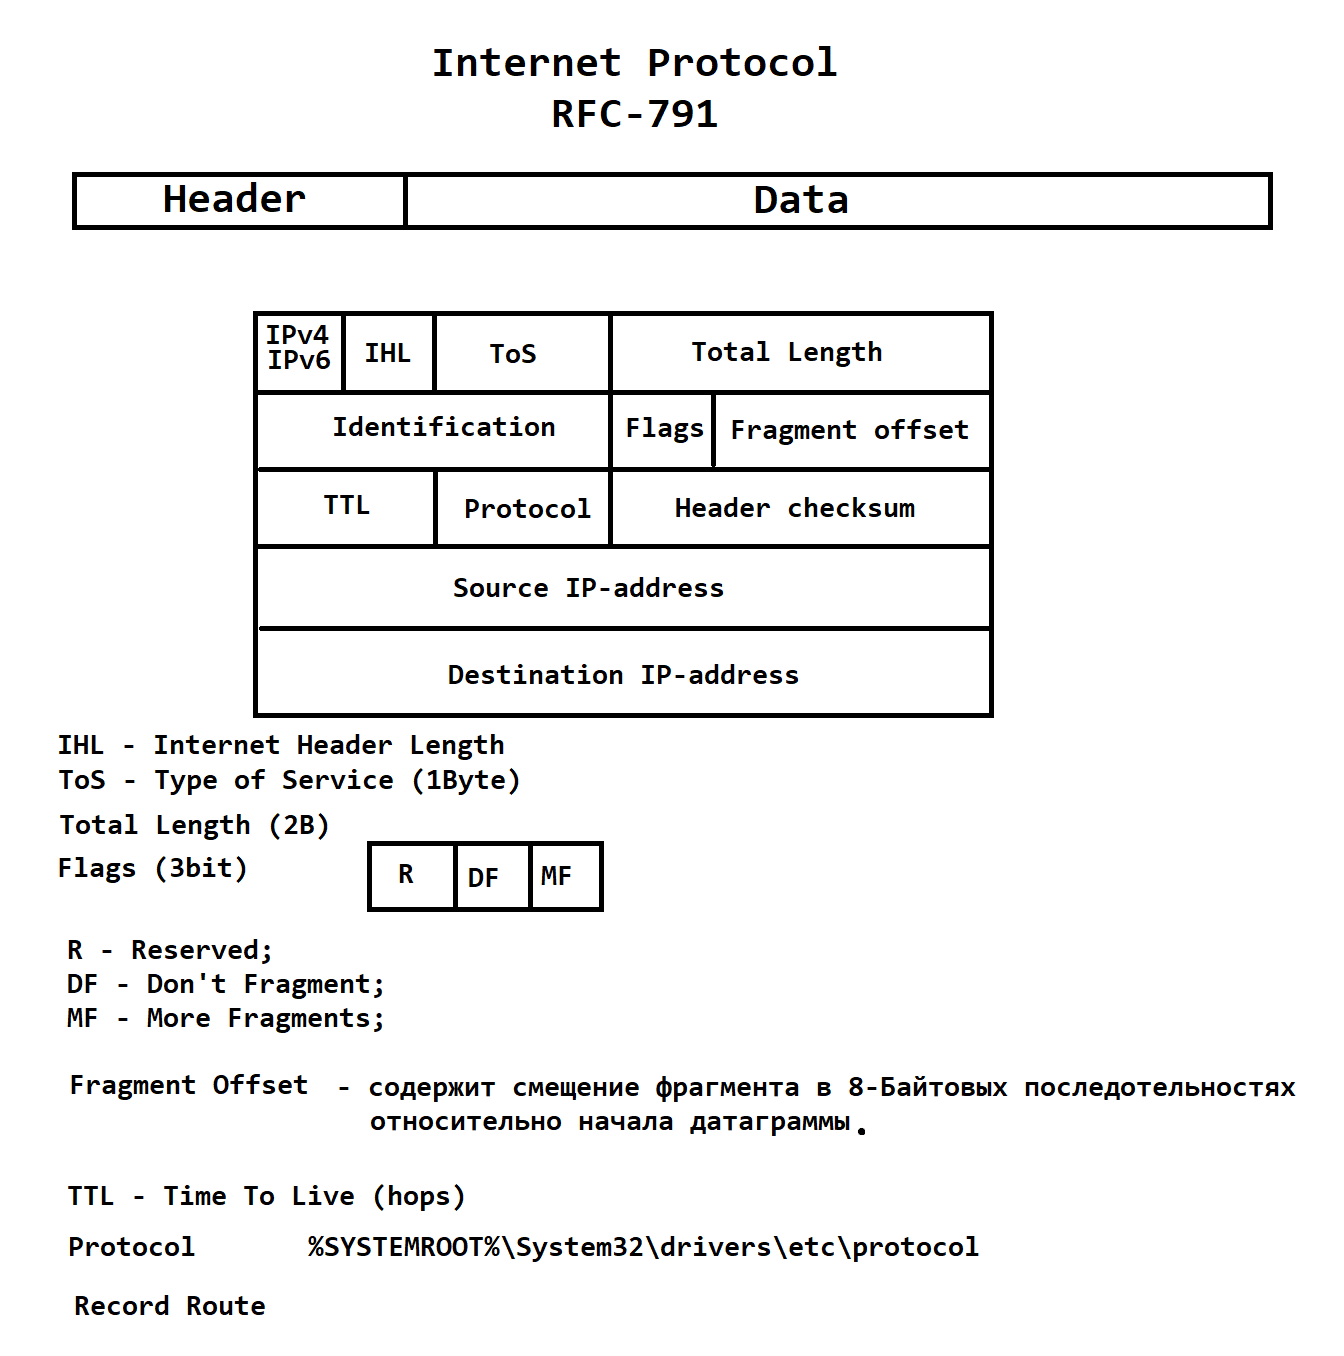 Internet Protocol
RFC-791
Header Data
IPv4
IPv6
IHL ToS Total Length
Identification Flags Fragment offset
TTL Protocol Header checksum
Source IP-address
Destination IP-address
IHL - Internet Header Length
ToS - Type of Service (1Byte)
Total Length (2B)
Flags (3bit) R DF MF
R - Reserved;
DF - Don't Fragment;
MF - More Fragments;
Fragment Offset - содержит смещение фрагмента в 8-Байтовых последотельностях
относительно начала датаграммы.
TTL - Time To Live (hops)
Protocol %SYSTEMROOT%\System32\drivers\etc\protocol
Record Route